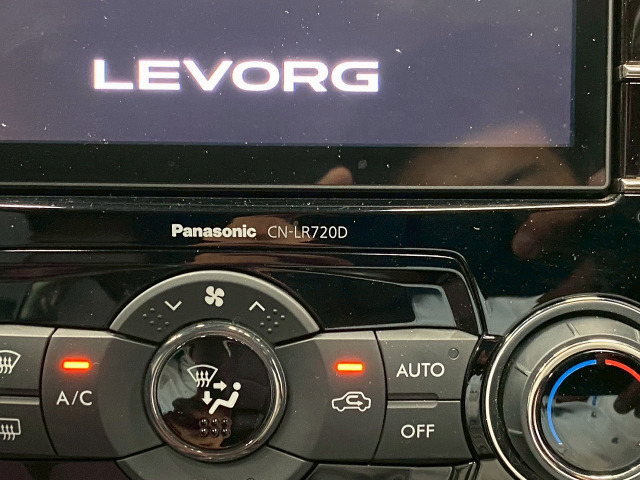 LEVORG
Panasonic CN-LR720D
A/C
AUTO
OFF